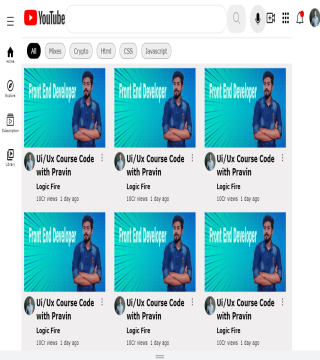 YouTube
All Mixes Crypto Html CSS Javascript
Home
Explore
Subscription
Library
Front End Developer
Front End Developer
Front End Developer
Ui/Ux Course Code with Pravin
Logic Fire
10Cr views 1 day ago
Ui/Ux Course Code with Pravin
Logic Fire
10Cr views 1 day ago
Ui/Ux Course Code with Pravin
Logic Fire
10Cr views 1 day ago
Front End Developer
Front End Developer
Front End Developer
Ui/Ux Course Code with Pravin
Logic Fire
10Cr views 1 day ago
Ui/Ux Course Code with Pravin
Logic Fire
10Cr views 1 day ago
Ui/Ux Course Code with Pravin
Logic Fire
10Cr views 1 day ago